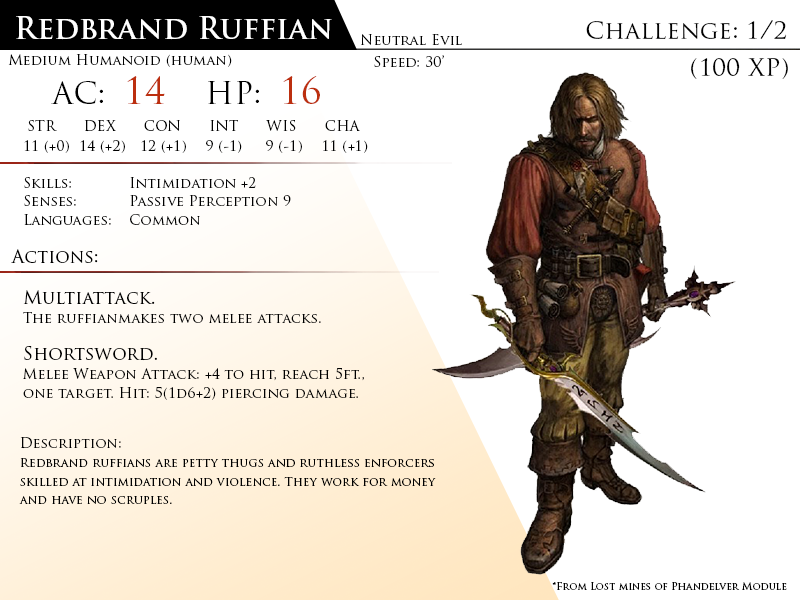 Redbrand Ruffian
Neutral Evil
Challenge: 1/2
Medium Humanoid (human)
Speed: 30'
(100 XP)
AC: 14 HP: 16
STR DEX CON INT WIS CHA
11 (+0) 14 (+2) 12 (+1) 9 (-1) 9 (-1) 11 (+1)
Skills: Intimidation +2
Senses: Passive Perception 9
Languages: Common
Actions:
Multiattack.
The ruffianmakes two melee attacks.
Shortsword.
Melee Weapon Attack: +4 to hit, reach 5ft.,
one target. Hit: 5(1d6+2) piercing damage.
Description:
Redbrand ruffians are petty thugs and ruthless enforcers
skilled at intimidation and violence. They work for money
and have no scruples.
*From Lost mines of Phandelver Module